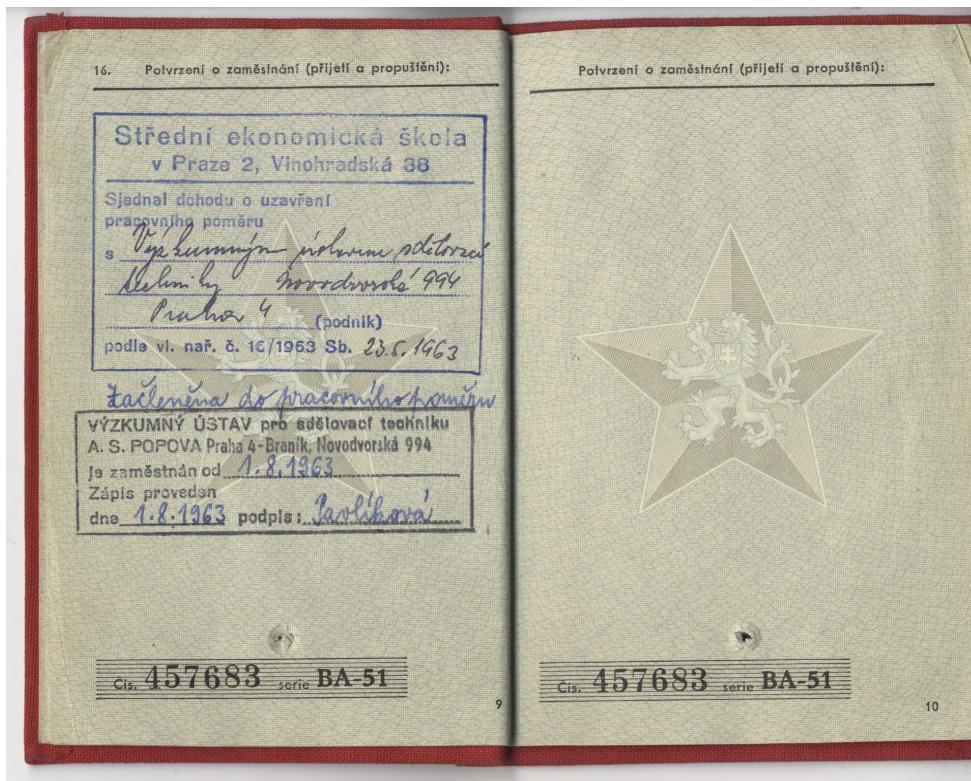 16. Potvrzení o zaměstnání (přijetí a propuštění):
Střední ekonomická škola
v Praze 2, Vinohradská 38
Sjednal dohodu o uzavření
pracovního poměru
s Výzkumným ústavem sdělovací
techniky Novodvorská 994
Praha 4 (podnik)
podle vl. nař. č. 16/1963 Sb. 23.5.1963
Začleněna do pracovního poměru
VÝZKUMNÝ ÚSTAV pro sdělovací techniku
A. S. POPOVA Praha 4-Braník, Novodvorská 994
je zaměstnán od 1.8.1963
Zápis proveden
dne 1.8.1963 podpis: Pavlíková
Čís. 457683 serie BA-51
9
Potvrzení o zaměstnání (přijetí a propuštění):
Čís. 457683 serie BA-51
10